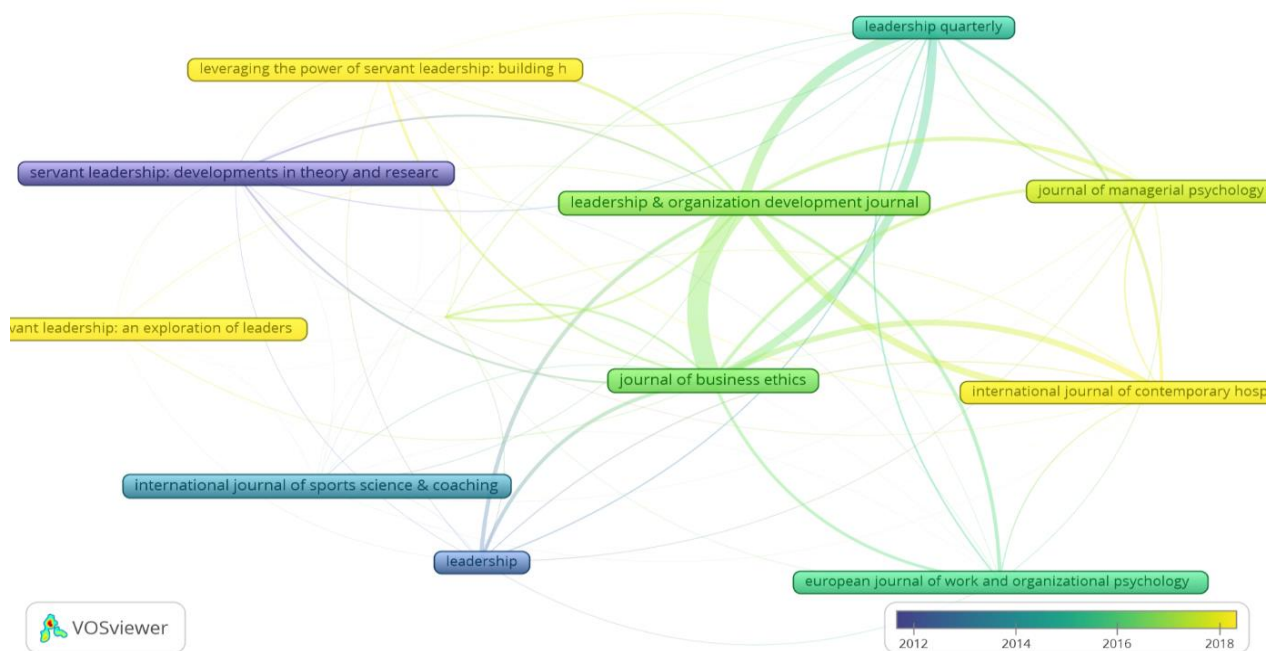 leadership quarterly
leveraging the power of servant leadership: building h
servant leadership: developments in theory and researc
journal of managerial psychology
leadership & organization development journal
vant leadership: an exploration of leaders
journal of business ethics
international journal of contemporary hosp
international journal of sports science & coaching
leadership
european journal of work and organizational psychology
VOSviewer
2012 2014 2016 2018